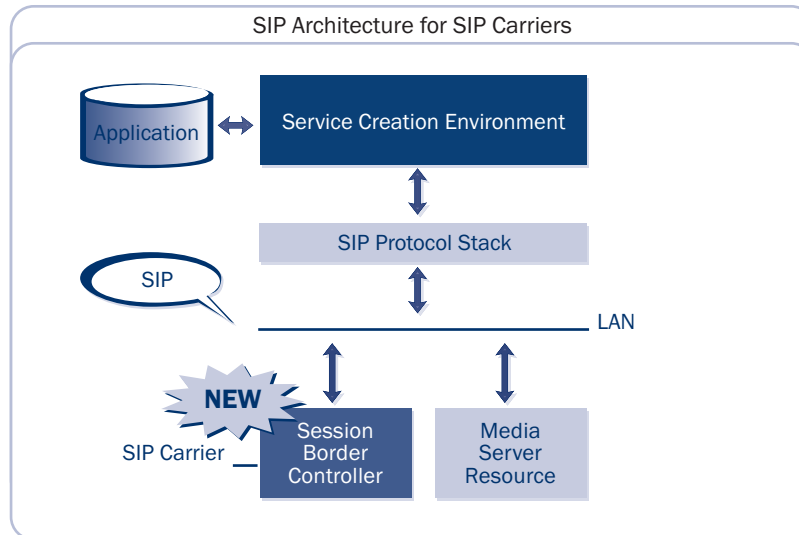 SIP Architecture for SIP Carriers
Application
Service Creation Environment
SIP Protocol Stack
SIP
LAN
NEW
SIP Carrier
Session
Border
Controller
Media
Server
Resource